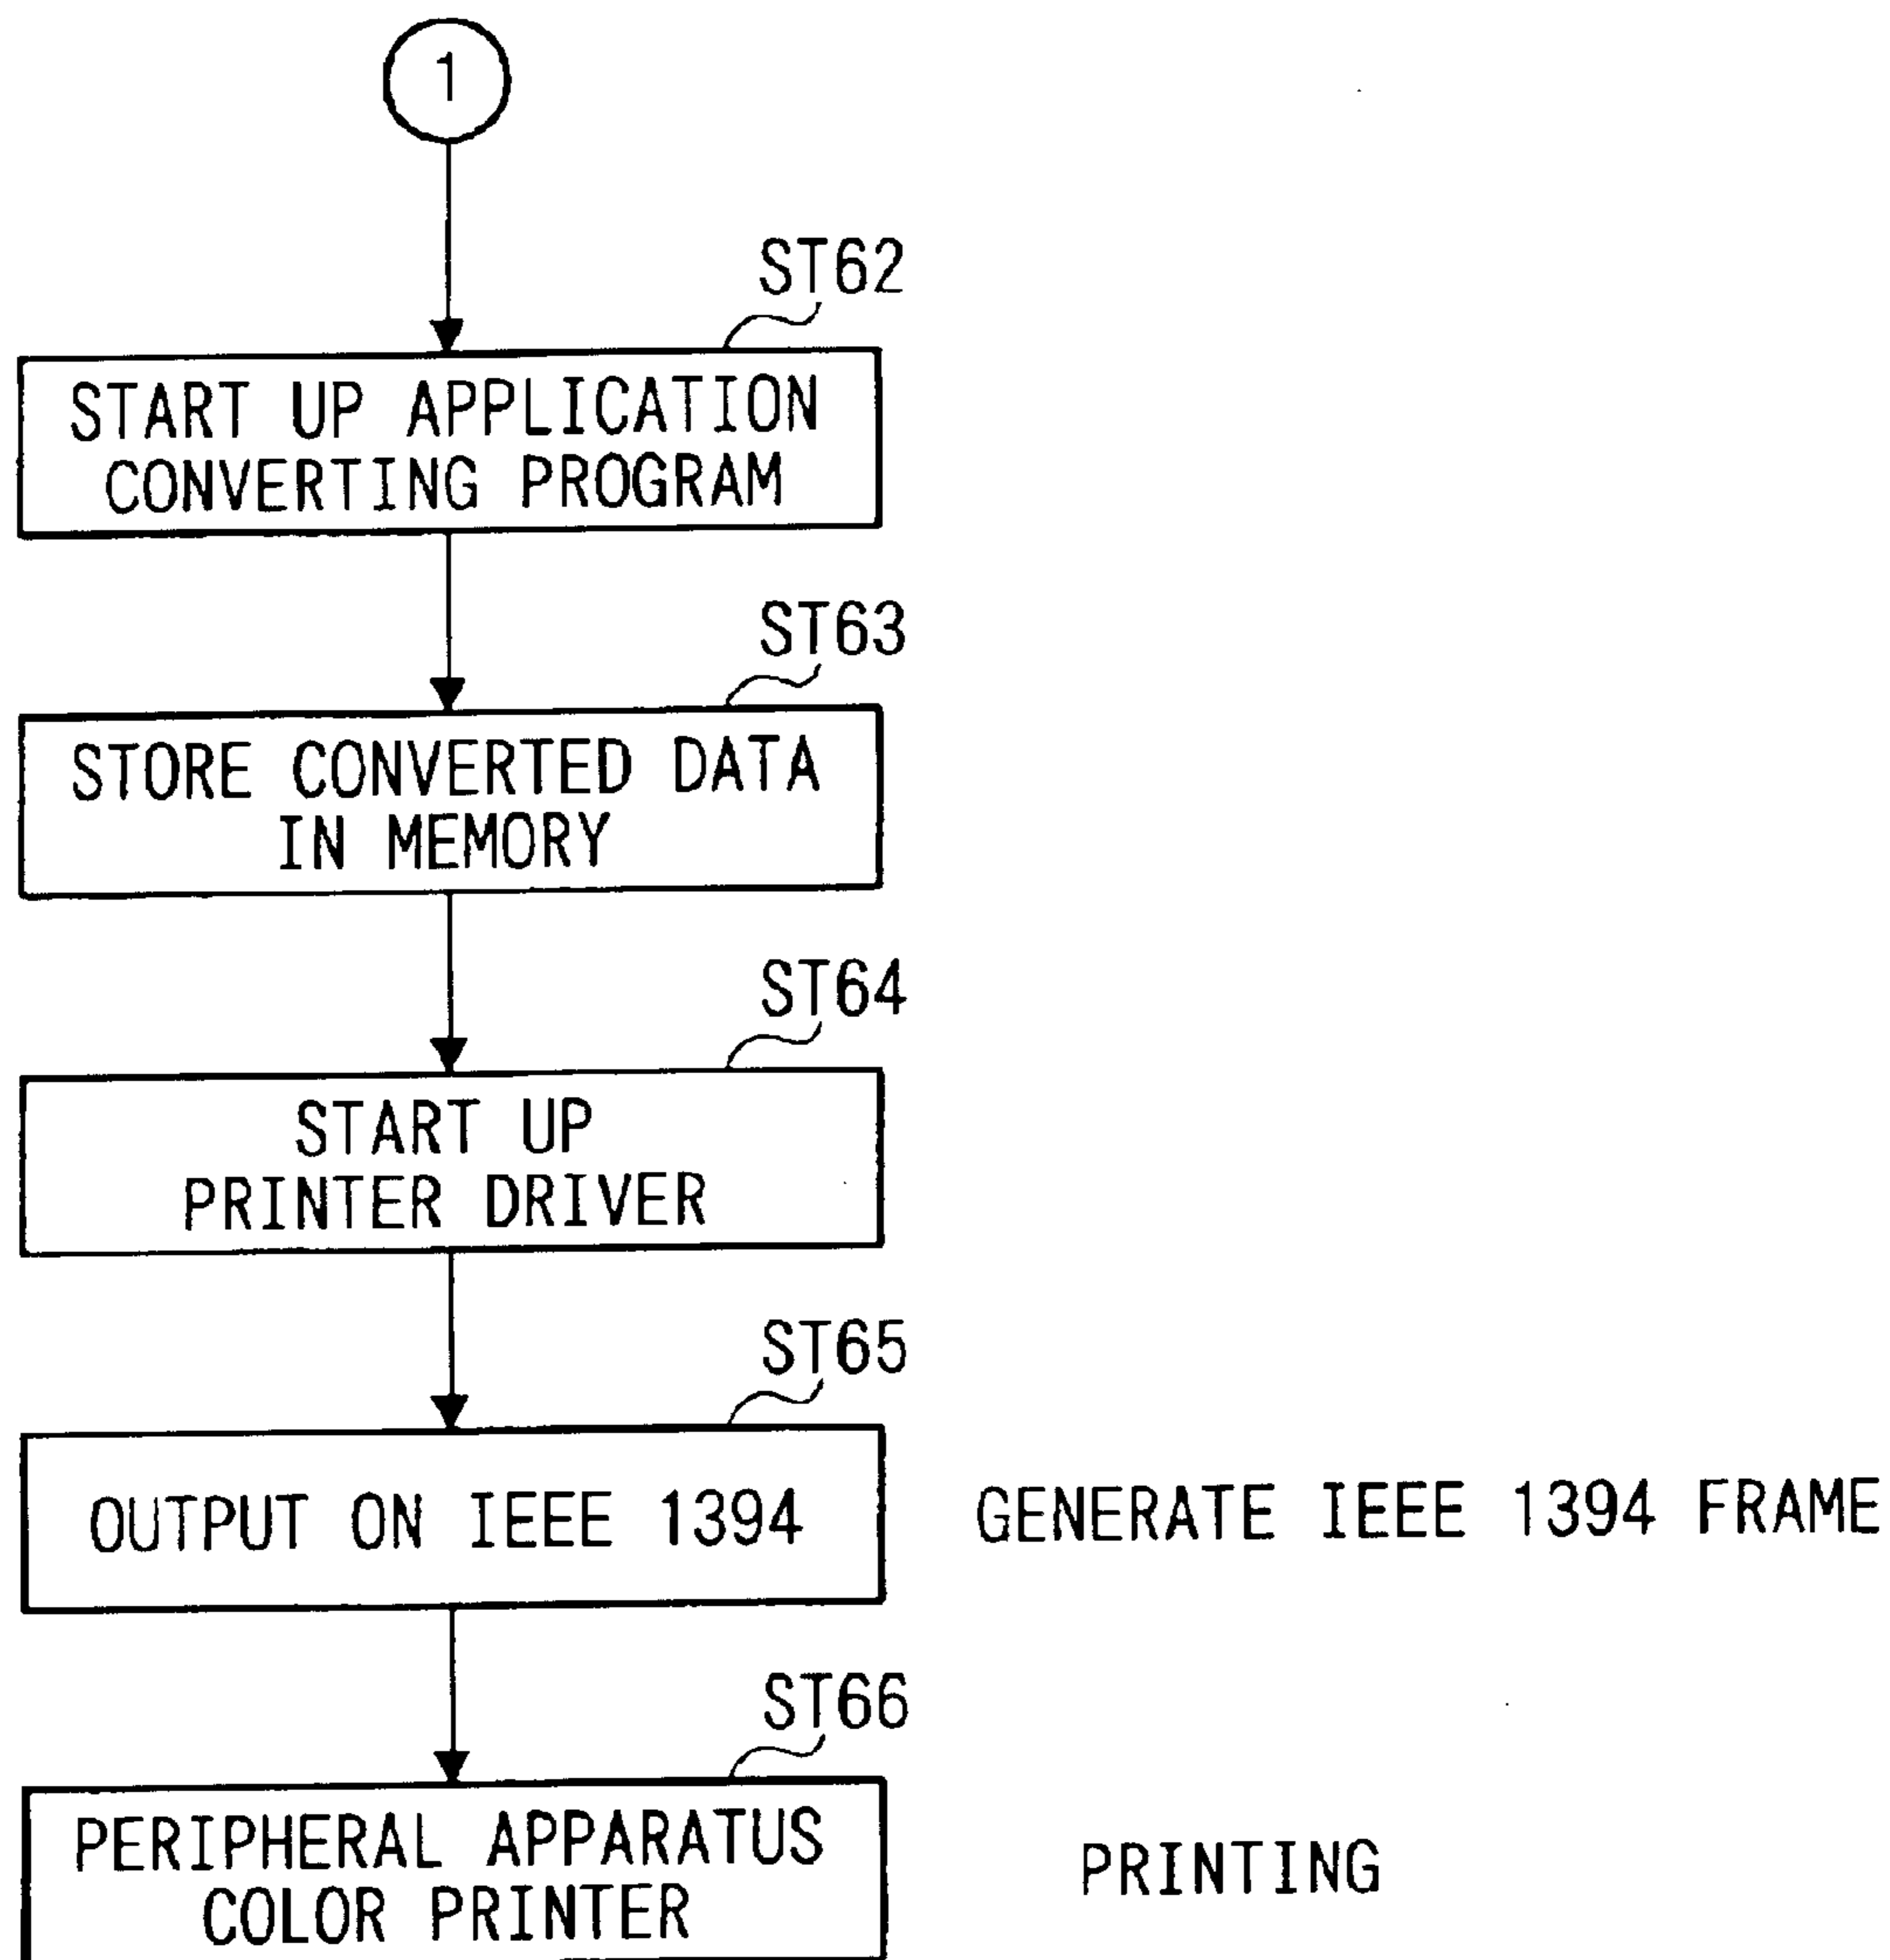 1
ST62
START UP APPLICATION
CONVERTING PROGRAM
ST63
STORE CONVERTED DATA
IN MEMORY
ST64
START UP
PRINTER DRIVER
ST65
OUTPUT ON IEEE 1394
GENERATE IEEE 1394 FRAME
ST66
PERIPHERAL APPARATUS
COLOR PRINTER
PRINTING